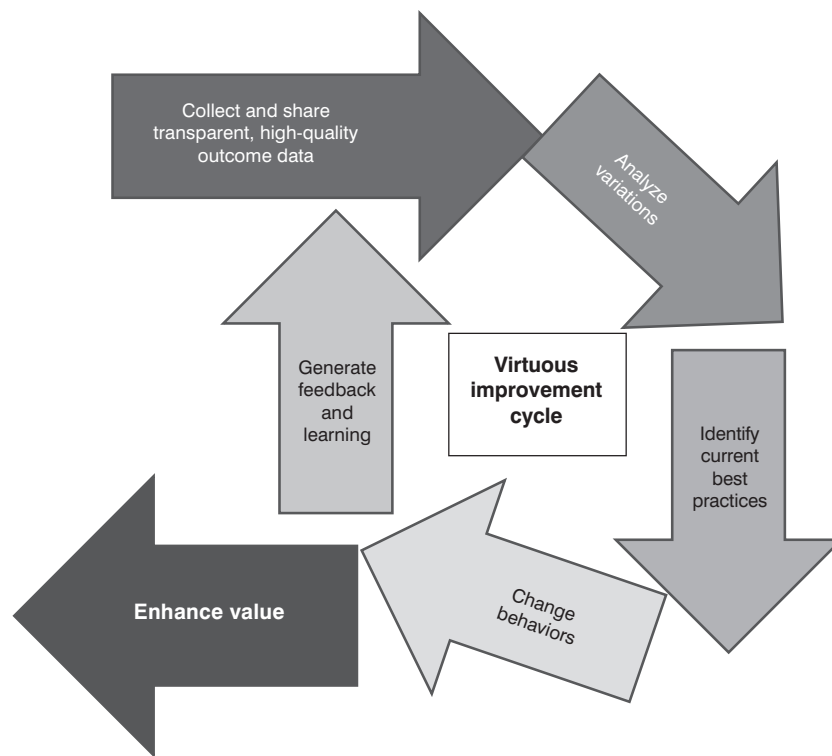 Collect and share
transparent, high-quality
outcome data
Analyze
variations
Identify
current
best
practices
Change
behaviors
Enhance value
Generate
feedback
and
learning
Virtuous
improvement
cycle